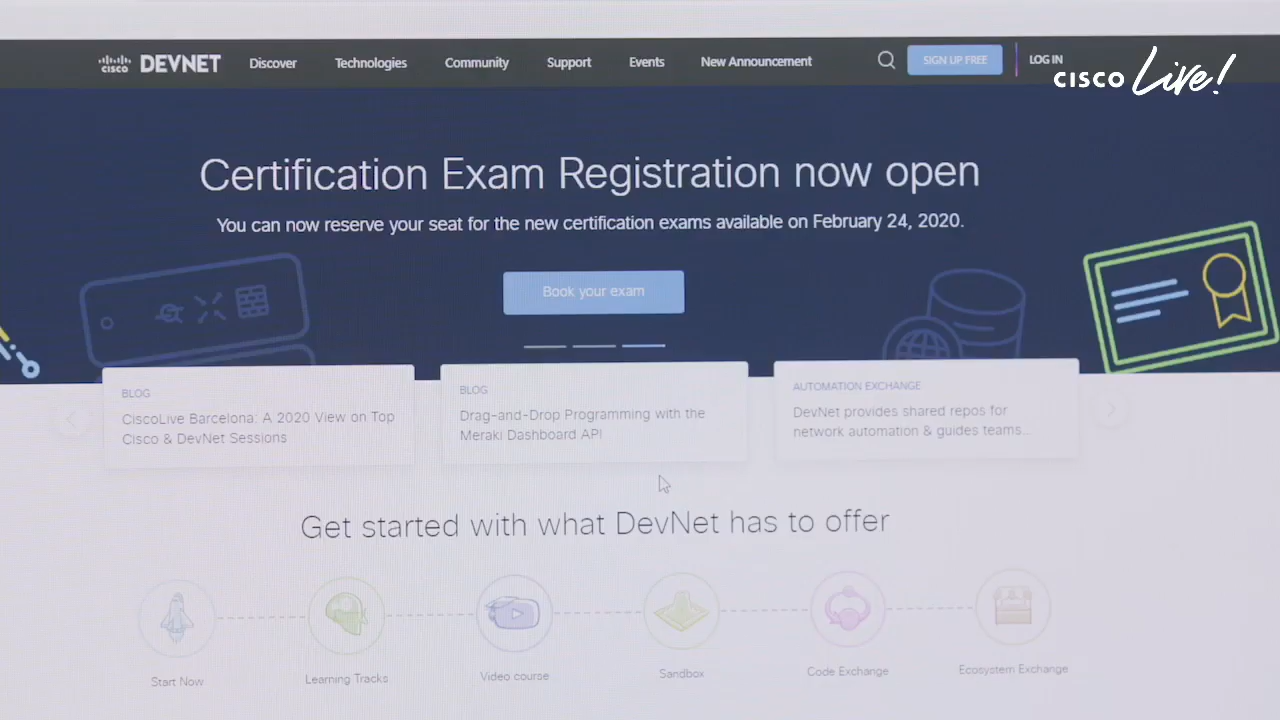 CISCO DEVNET Discover Technologies Community Support Events New Announcement SIGN UP FREE LOG IN
CISCO Live!
Certification Exam Registration now open
You can now reserve your seat for the new certification exams available on February 24, 2020.
Book your exam
BLOG
CiscoLive Barcelona: A 2020 View on Top
Cisco & DevNet Sessions
BLOG
Drag-and-Drop Programming with the
Meraki Dashboard API
AUTOMATION EXCHANGE
DevNet provides shared repos for
network automation & guides teams...
Get started with what DevNet has to offer
Start Now
Learning Tracks
Video course
Sandbox
Code Exchange
Ecosystem Exchange